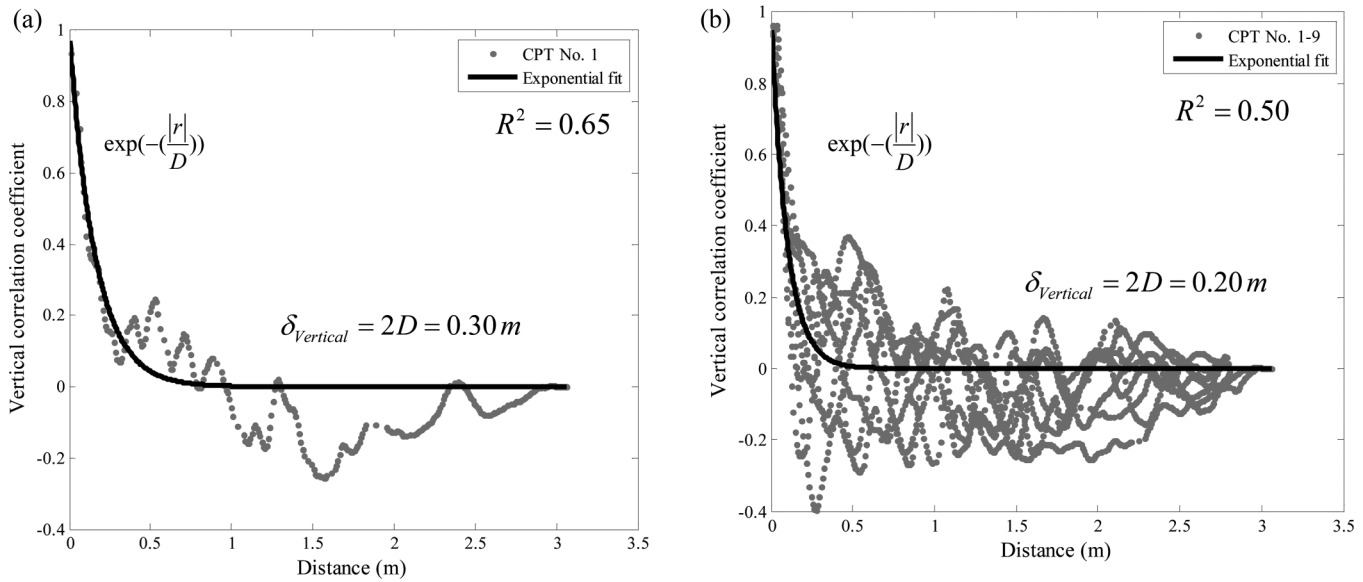 (a)
CPT No. 1
Exponential fit
R² = 0.65
exp(-(|r|/D))
δVertical = 2D = 0.30 m
Vertical correlation coefficient
1
0.8
0.6
0.4
0.2
0
-0.2
-0.4
0 0.5 1 1.5 2 2.5 3 3.5
Distance (m)
(b)
CPT No. 1-9
Exponential fit
R² = 0.50
exp(-(|r|/D))
δVertical = 2D = 0.20 m
Vertical correlation coefficient
1
0.8
0.6
0.4
0.2
0
-0.2
-0.4
0 0.5 1 1.5 2 2.5 3 3.5
Distance (m)